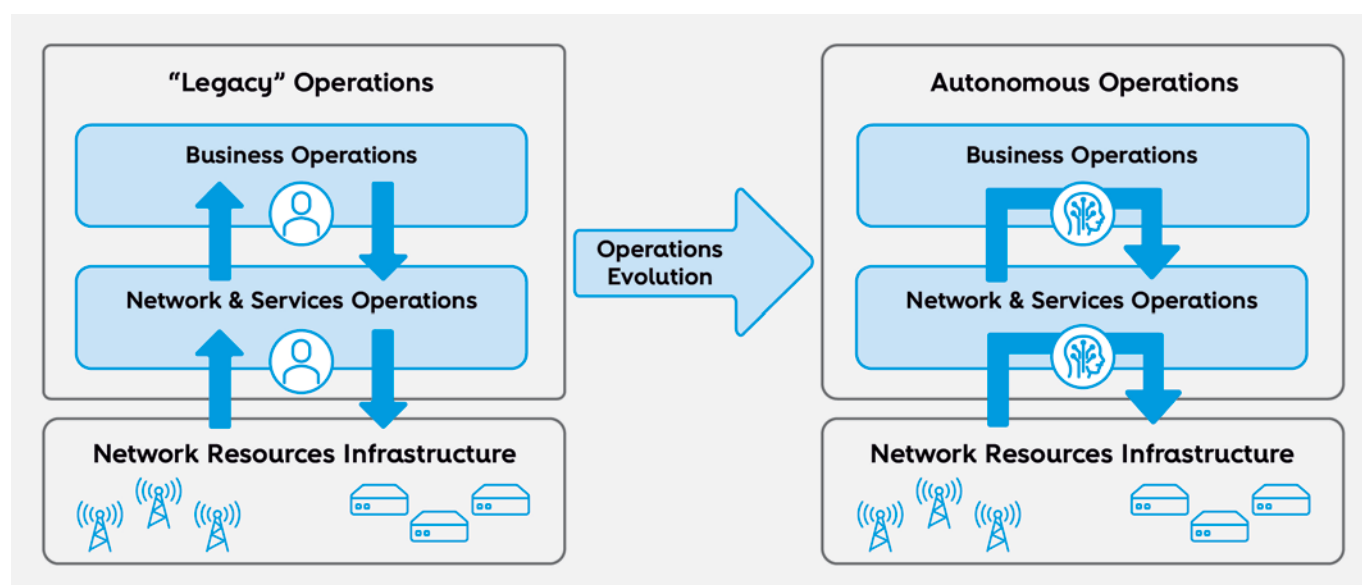 “Legacy” Operations
Business Operations
Network & Services Operations
Network Resources Infrastructure
Operations
Evolution
Autonomous Operations
Business Operations
Network & Services Operations
Network Resources Infrastructure